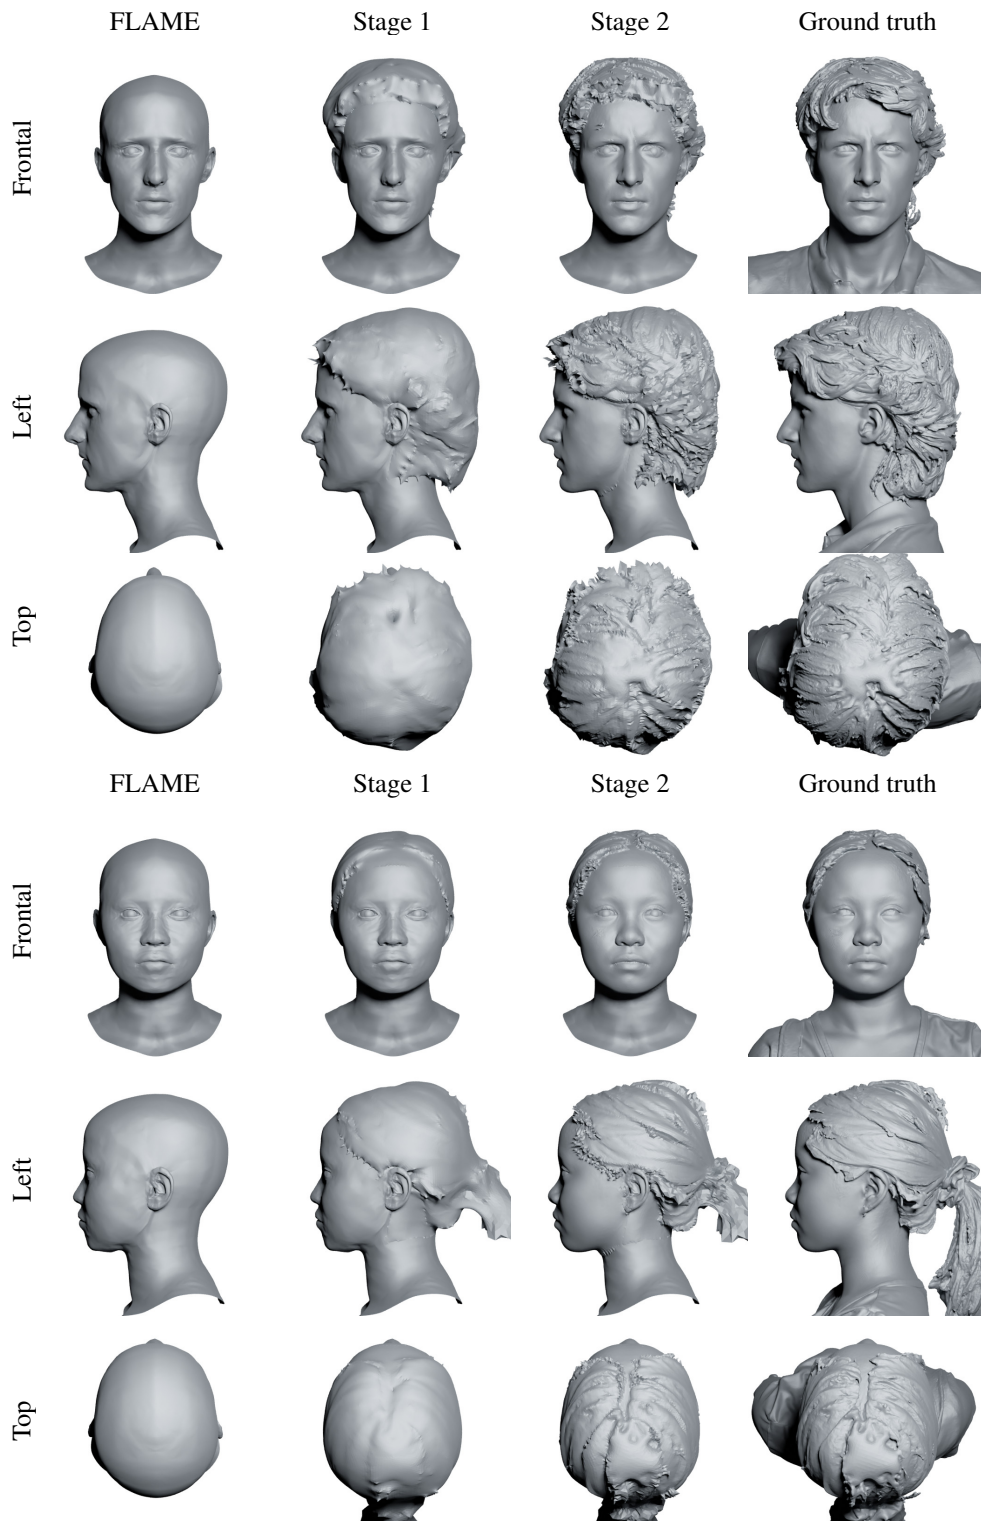 FLAME Stage 1 Stage 2 Ground truth
Frontal
Left
Top
FLAME Stage 1 Stage 2 Ground truth
Frontal
Left
Top